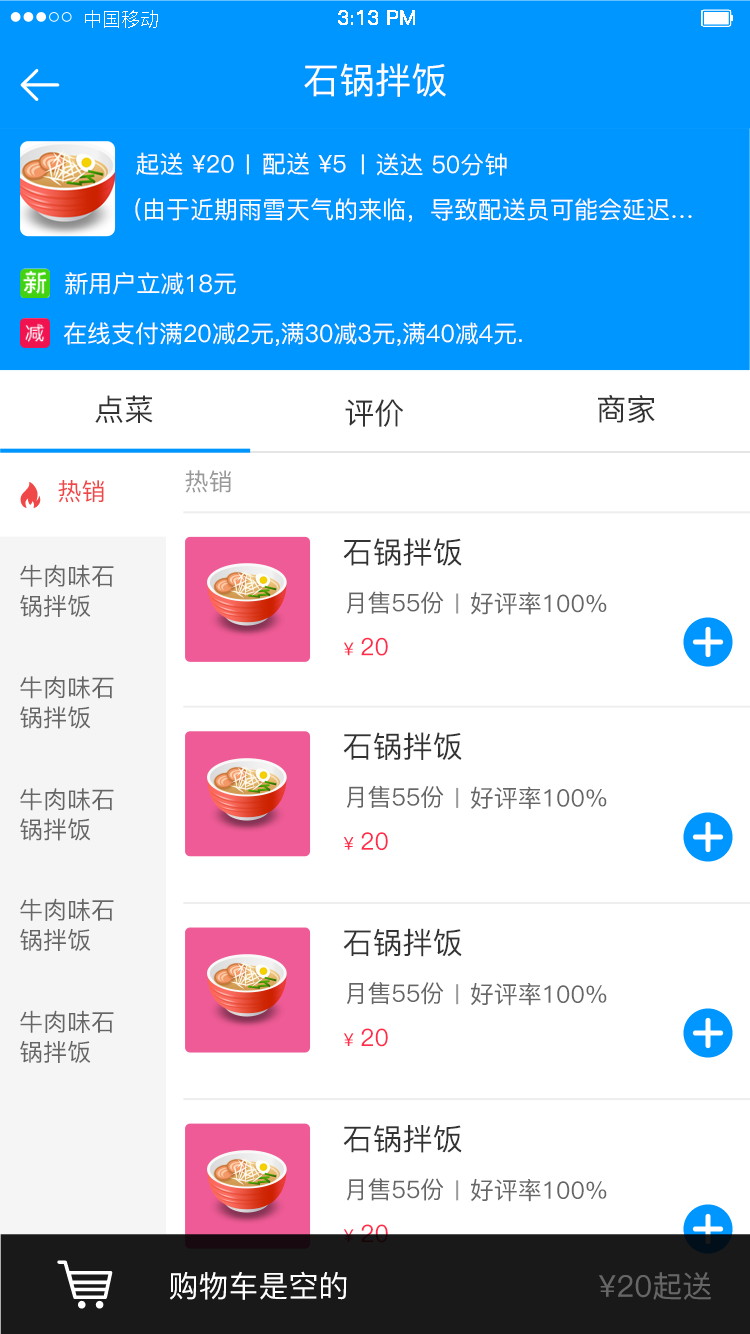 中国移动
3:13 PM
石锅拌饭
起送 ¥20 | 配送 ¥5 | 送达 50分钟
(由于近期雨雪天气的来临，导致配送员可能会延迟...
新 新用户立减18元
减 在线支付满20减2元,满30减3元,满40减4元.
点菜 评价 商家
热销
牛肉味石
锅拌饭
牛肉味石
锅拌饭
牛肉味石
锅拌饭
牛肉味石
锅拌饭
牛肉味石
锅拌饭
热销
石锅拌饭
月售55份 | 好评率100%
¥ 20
石锅拌饭
月售55份 | 好评率100%
¥ 20
石锅拌饭
月售55份 | 好评率100%
¥ 20
石锅拌饭
月售55份 | 好评率100%
¥ 20
购物车是空的
¥20起送